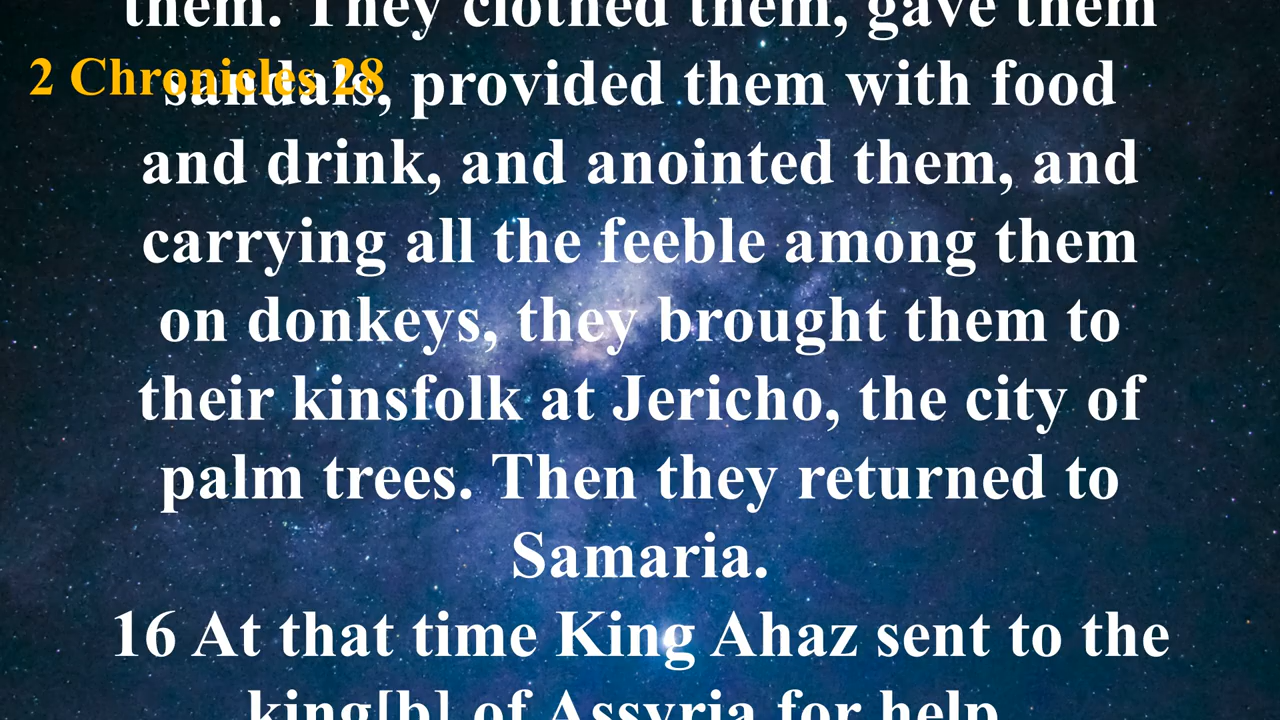 them. They clothed them, gave them
2 Chronicles 28
sandals, provided them with food
and drink, and anointed them, and
carrying all the feeble among them
on donkeys, they brought them to
their kinsfolk at Jericho, the city of
palm trees. Then they returned to
Samaria.
16 At that time King Ahaz sent to the
king[b] of Assyria for help.